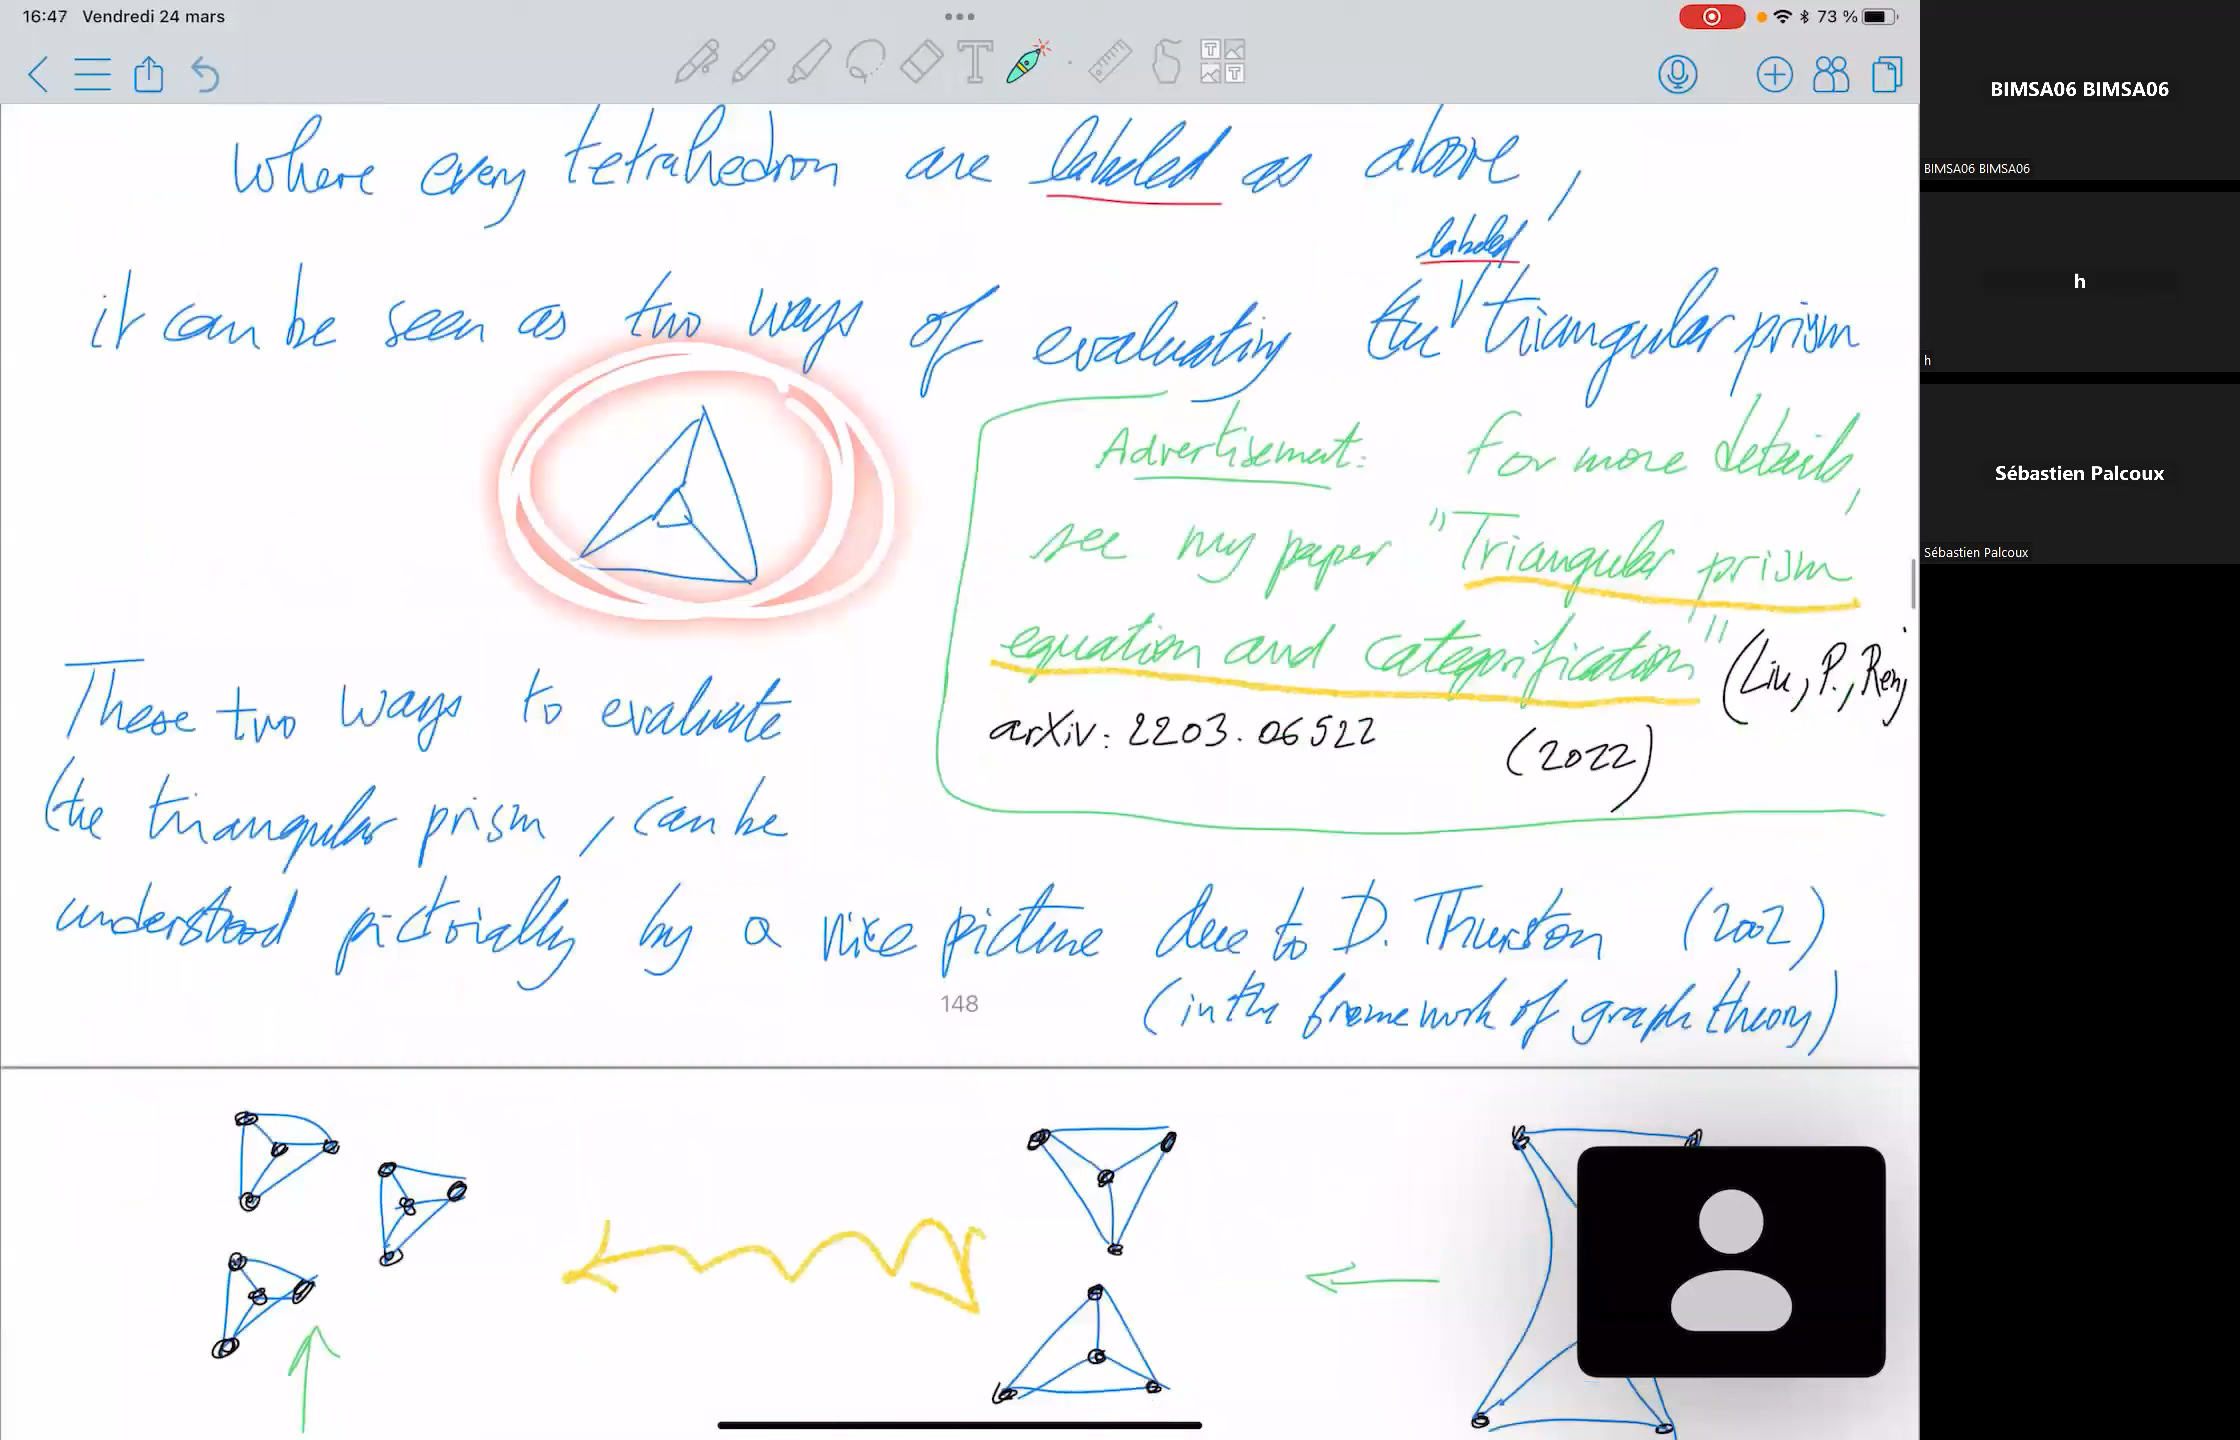 16:47 Vendredi 24 mars
73 %
where every tetrahedron are labeled as above,
labeled
it can be seen as two ways of evaluating the triangular prism
Advertisement: For more details,
see my paper "Triangular prism
equation and categorification" (Liu, P., Ren,
arXiv: 2203.06522 (2022)
These two ways to evaluate
the triangular prism, can be
understood pictorially by a nice picture due to D. Thurston (2002)
(in the framework of graph theory)
148
BIMSA06 BIMSA06
BIMSA06 BIMSA06
h
h
Sébastien Palcoux
Sébastien Palcoux